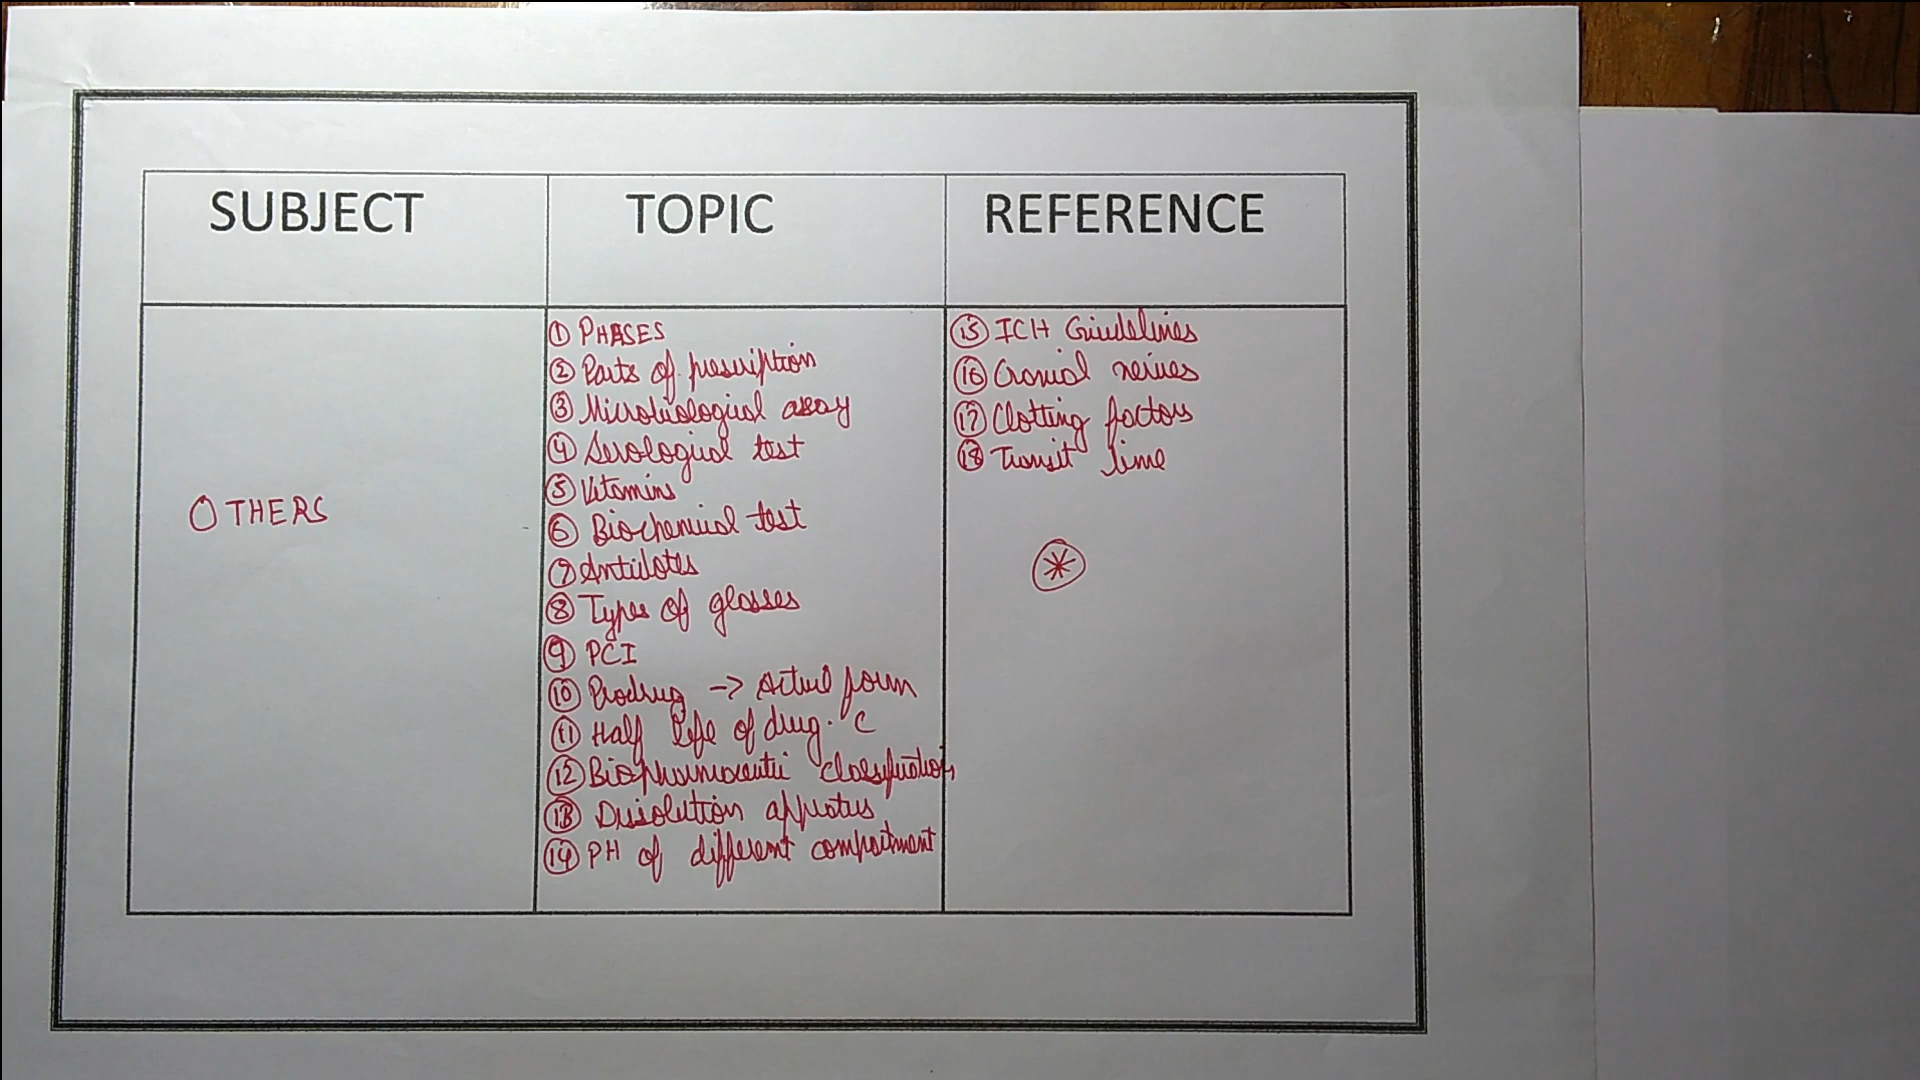 SUBJECT
TOPIC
REFERENCE
OTHERS
① PHASES
② Parts of prescription
③ Microbiological assay
④ Serological test
⑤ Vitamins
⑥ Biochemical test
⑦ Antidotes
⑧ Types of glasses
⑨ PCI
⑩ Prodrug -> Actual form
⑪ Half life of drug. C
⑫ Biopharmaceutic classification
⑬ Dissolution appratus
⑭ PH of different compartment
⑮ ICH Guidelines
⑯ Cranial nerves
⑰ Clotting factors
⑱ Transit time